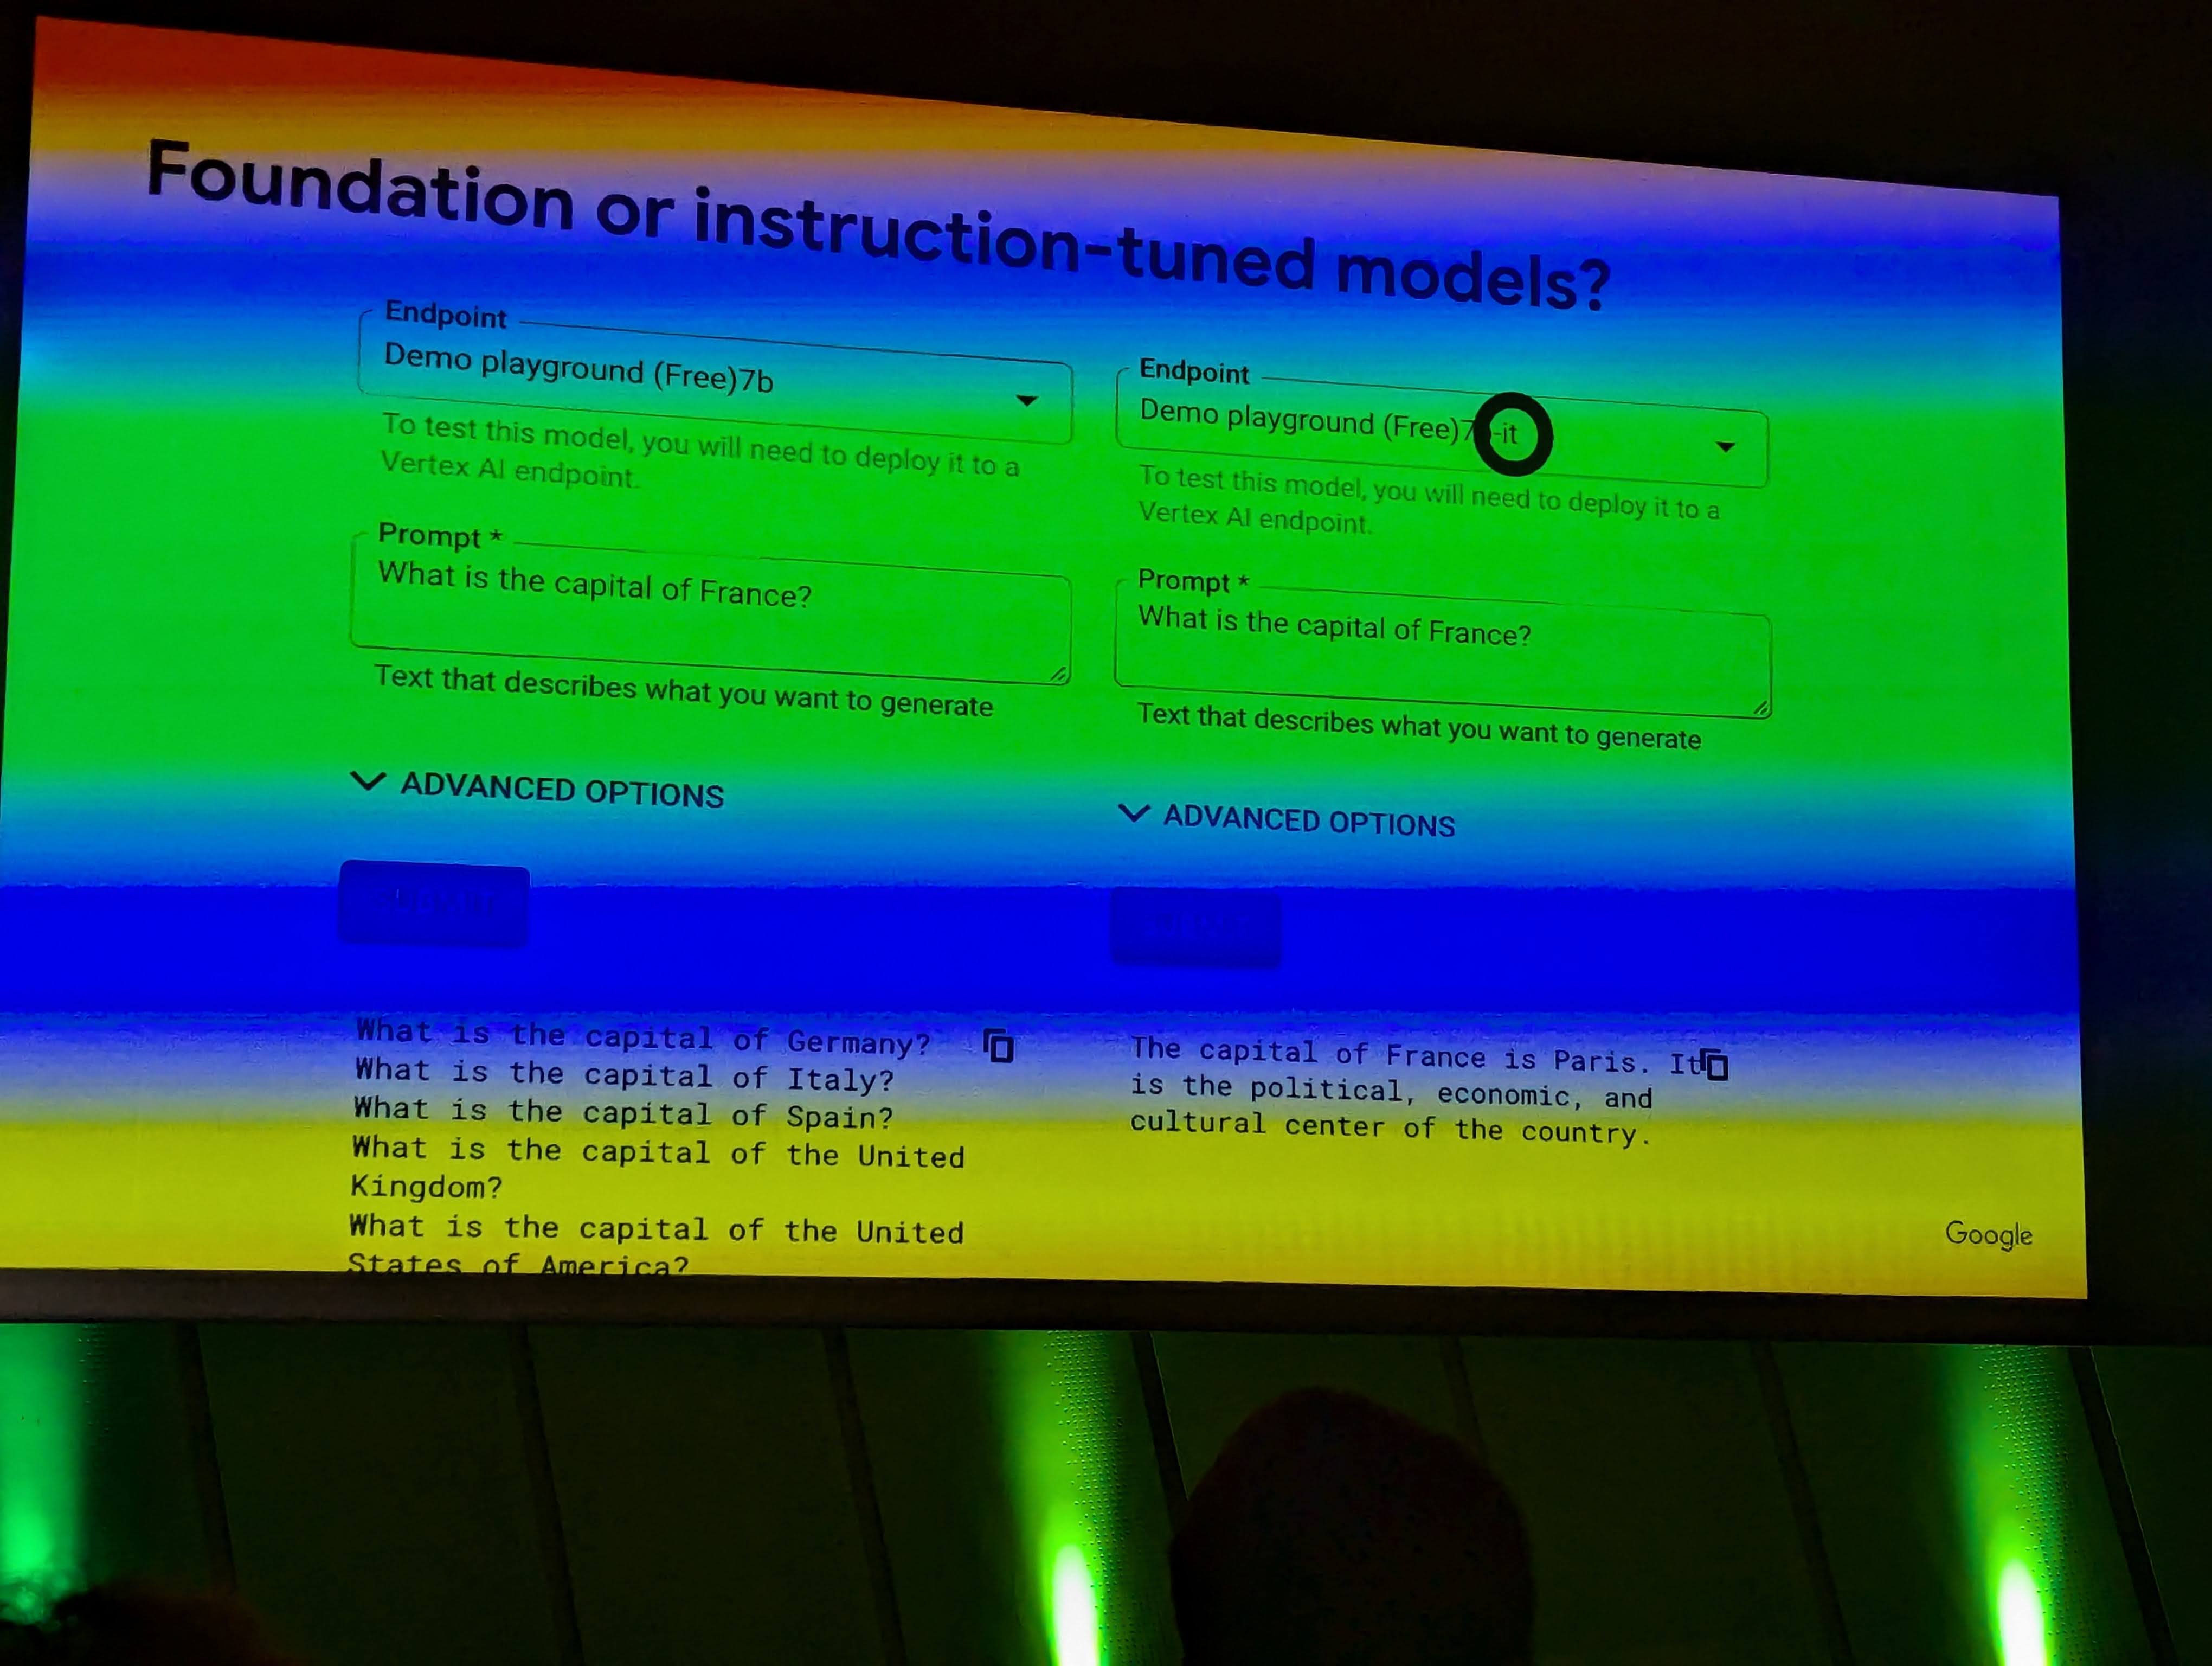 Foundation or instruction-tuned models?
Endpoint
Demo playground (Free)7b
To test this model, you will need to deploy it to a
Vertex AI endpoint.
Prompt *
What is the capital of France?
Text that describes what you want to generate
ADVANCED OPTIONS
What is the capital of Germany?
What is the capital of Italy?
What is the capital of Spain?
What is the capital of the United
Kingdom?
What is the capital of the United
States of America?
Endpoint
Demo playground (Free)7 -it
To test this model, you will need to deploy it to a
Vertex AI endpoint.
Prompt *
What is the capital of France?
Text that describes what you want to generate
ADVANCED OPTIONS
The capital of France is Paris. It
is the political, economic, and
cultural center of the country.
Google